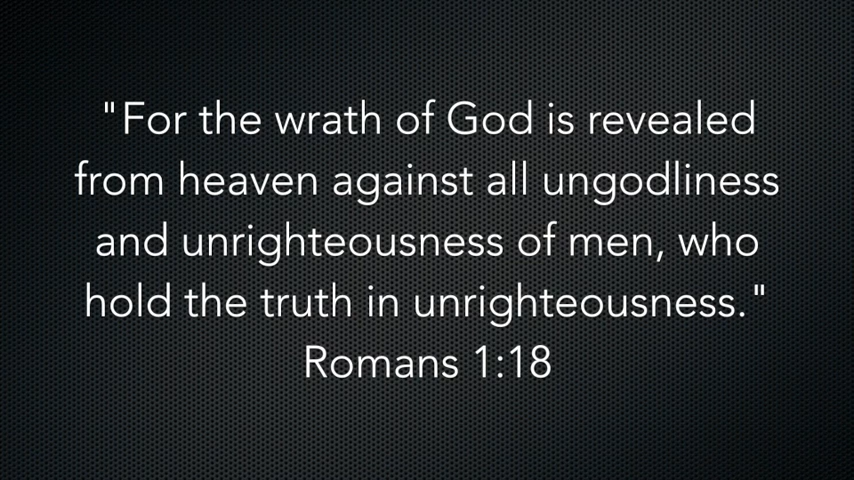 "For the wrath of God is revealed
from heaven against all ungodliness
and unrighteousness of men, who
hold the truth in unrighteousness."
Romans 1:18